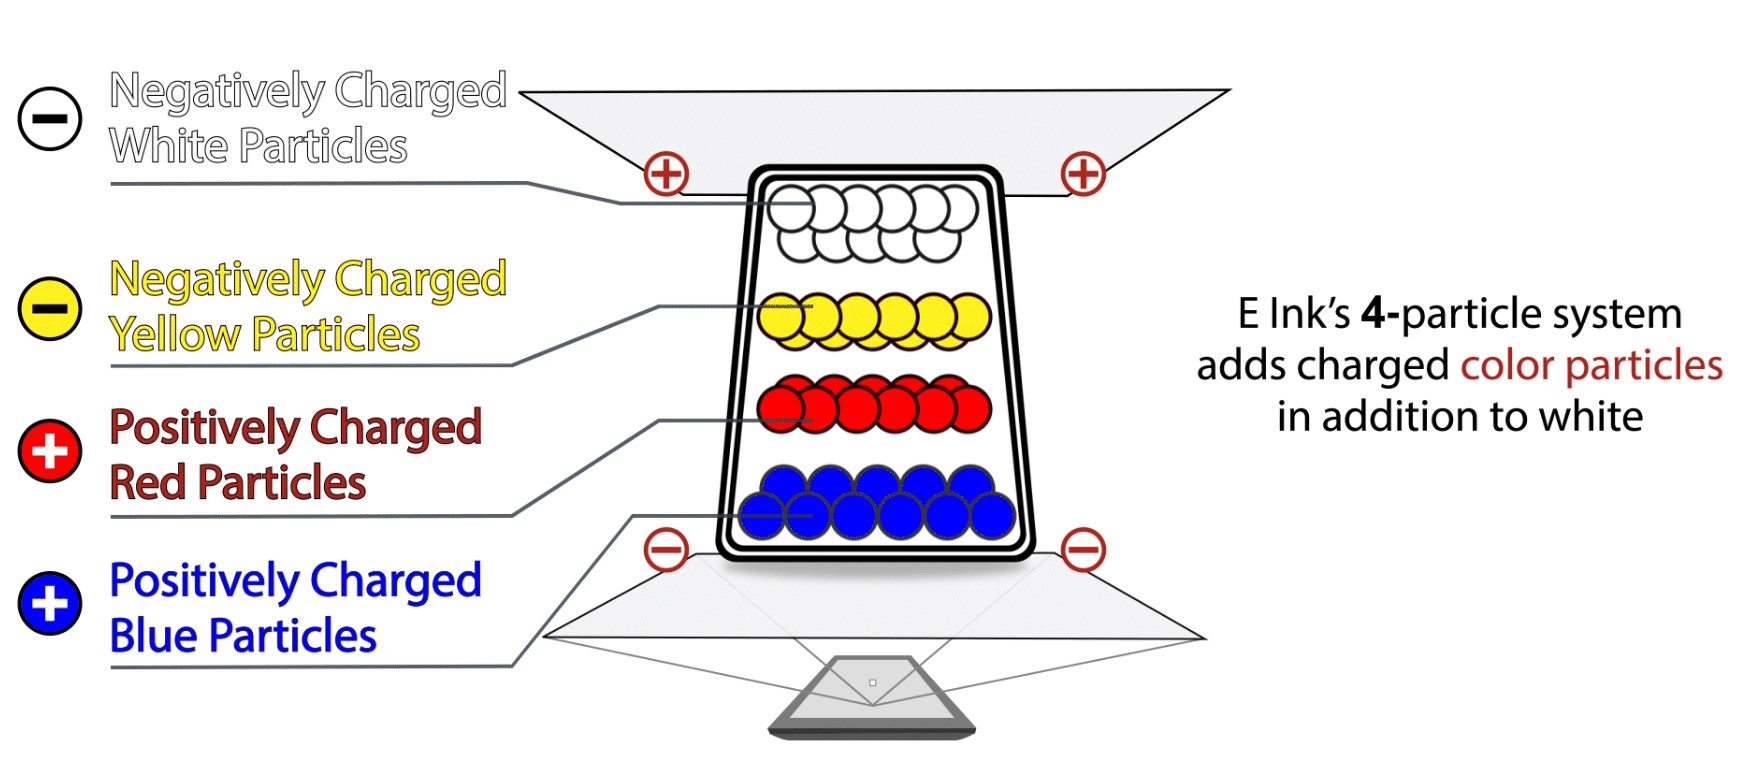 Negatively Charged
White Particles
Negatively Charged
Yellow Particles
Positively Charged
Red Particles
Positively Charged
Blue Particles
E Ink’s 4-particle system
adds charged color particles
in addition to white